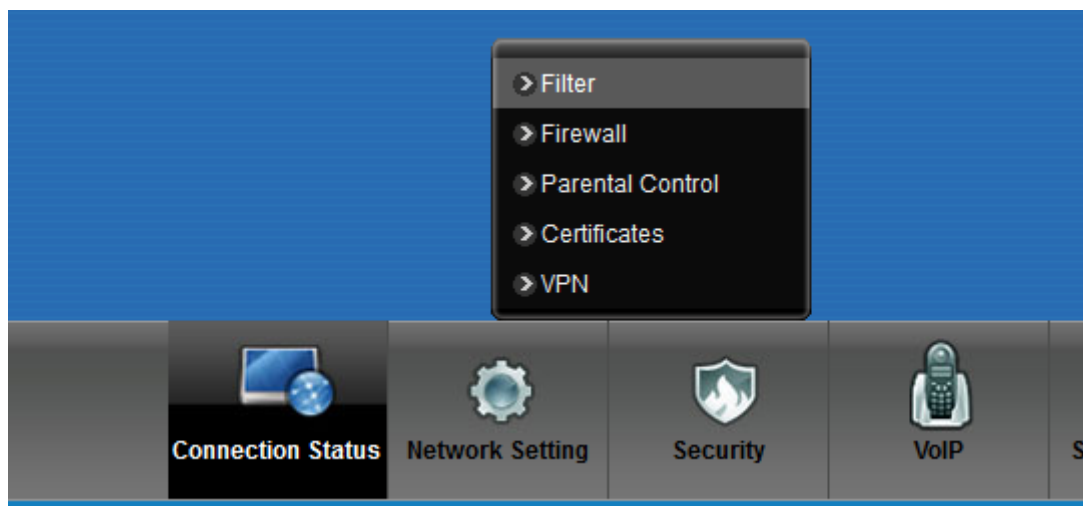 Filter
Firewall
Parental Control
Certificates
VPN
Connection Status
Network Setting
Security
VoIP
S